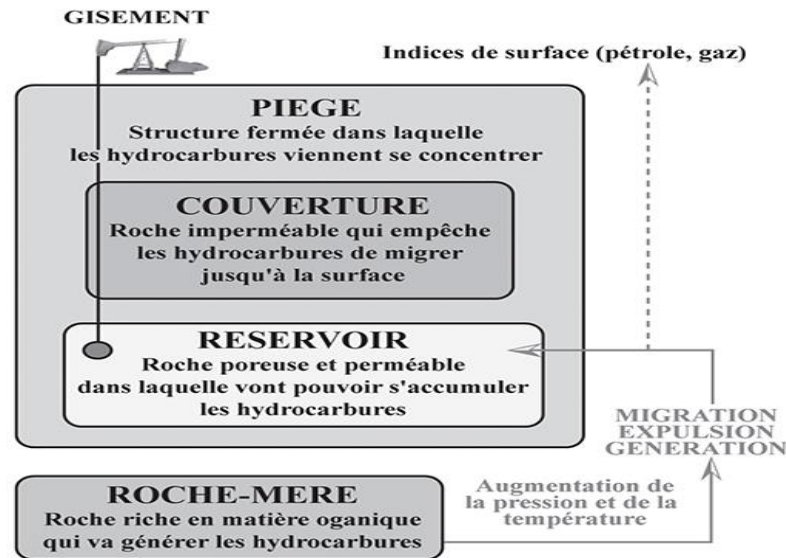 GISEMENT
Indices de surface (pétrole, gaz)
PIEGE
Structure fermée dans laquelle
les hydrocarbures viennent se concentrer
COUVERTURE
Roche imperméable qui empêche
les hydrocarbures de migrer
jusqu'à la surface
RESERVOIR
Roche poreuse et perméable
dans laquelle vont pouvoir s'accumuler
les hydrocarbures
MIGRATION
EXPULSION
GENERATION
ROCHE-MERE
Roche riche en matière oganique
qui va générer les hydrocarbures
Augmentation de
la pression et de la
température